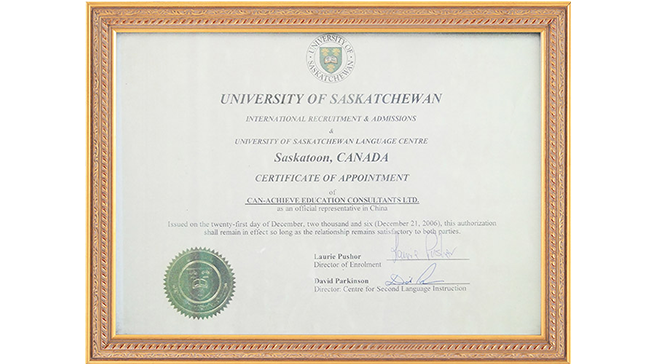 UNIVERSITY OF
SASKATCHEWAN
UNIVERSITY OF SASKATCHEWAN
INTERNATIONAL RECRUITMENT & ADMISSIONS
&
UNIVERSITY OF SASKATCHEWAN LANGUAGE CENTRE
Saskatoon, CANADA
CERTIFICATE OF APPOINTMENT
of
CAN-ACHIEVE EDUCATION CONSULTANTS LTD.
as an official representative in China
Issued on the twenty-first day of December, two thousand and six (December 21, 2006), this authorization
shall remain in effect so long as the relationship remains satisfactory to both parties.
Laurie Pushor
Director of Enrolment
David Parkinson
Director: Centre for Second Language Instruction